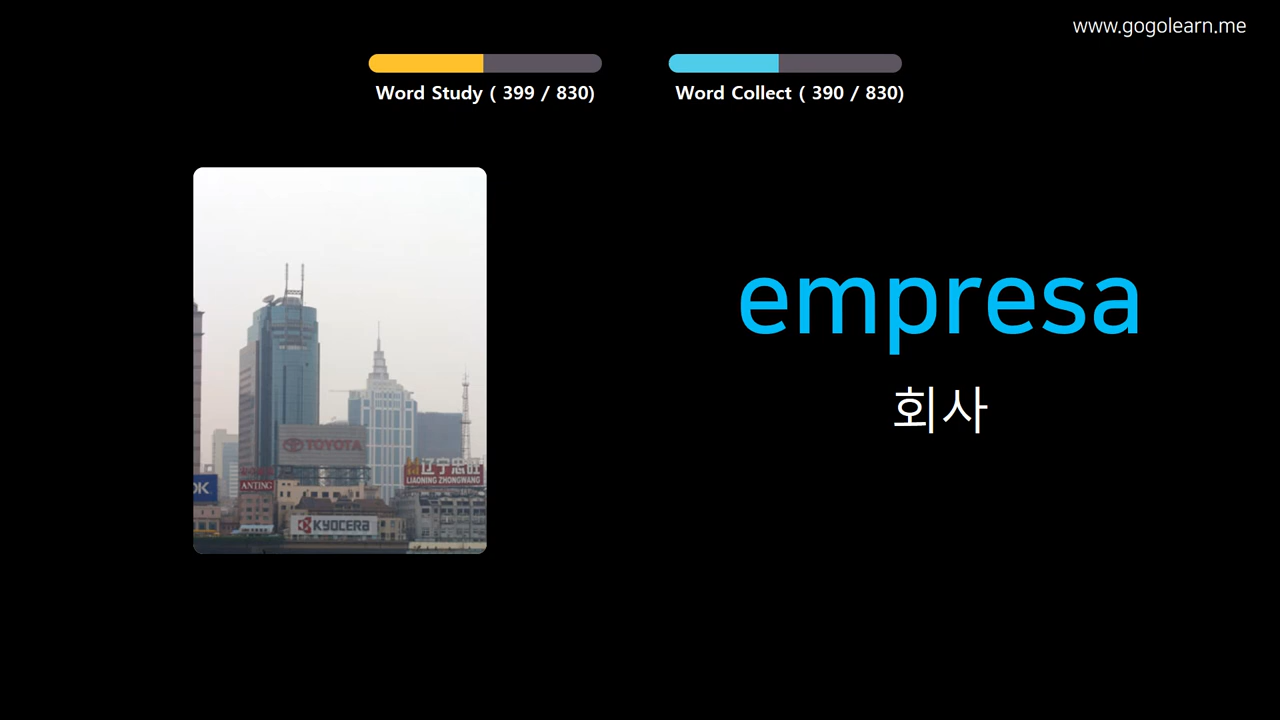 www.gogolearn.me
Word Study ( 399 / 830)
Word Collect ( 390 / 830)
empresa
회사
TOYOTA
辽宁忠旺
LIAONING ZHONGWANG
ANTING
OK
KYOCERA